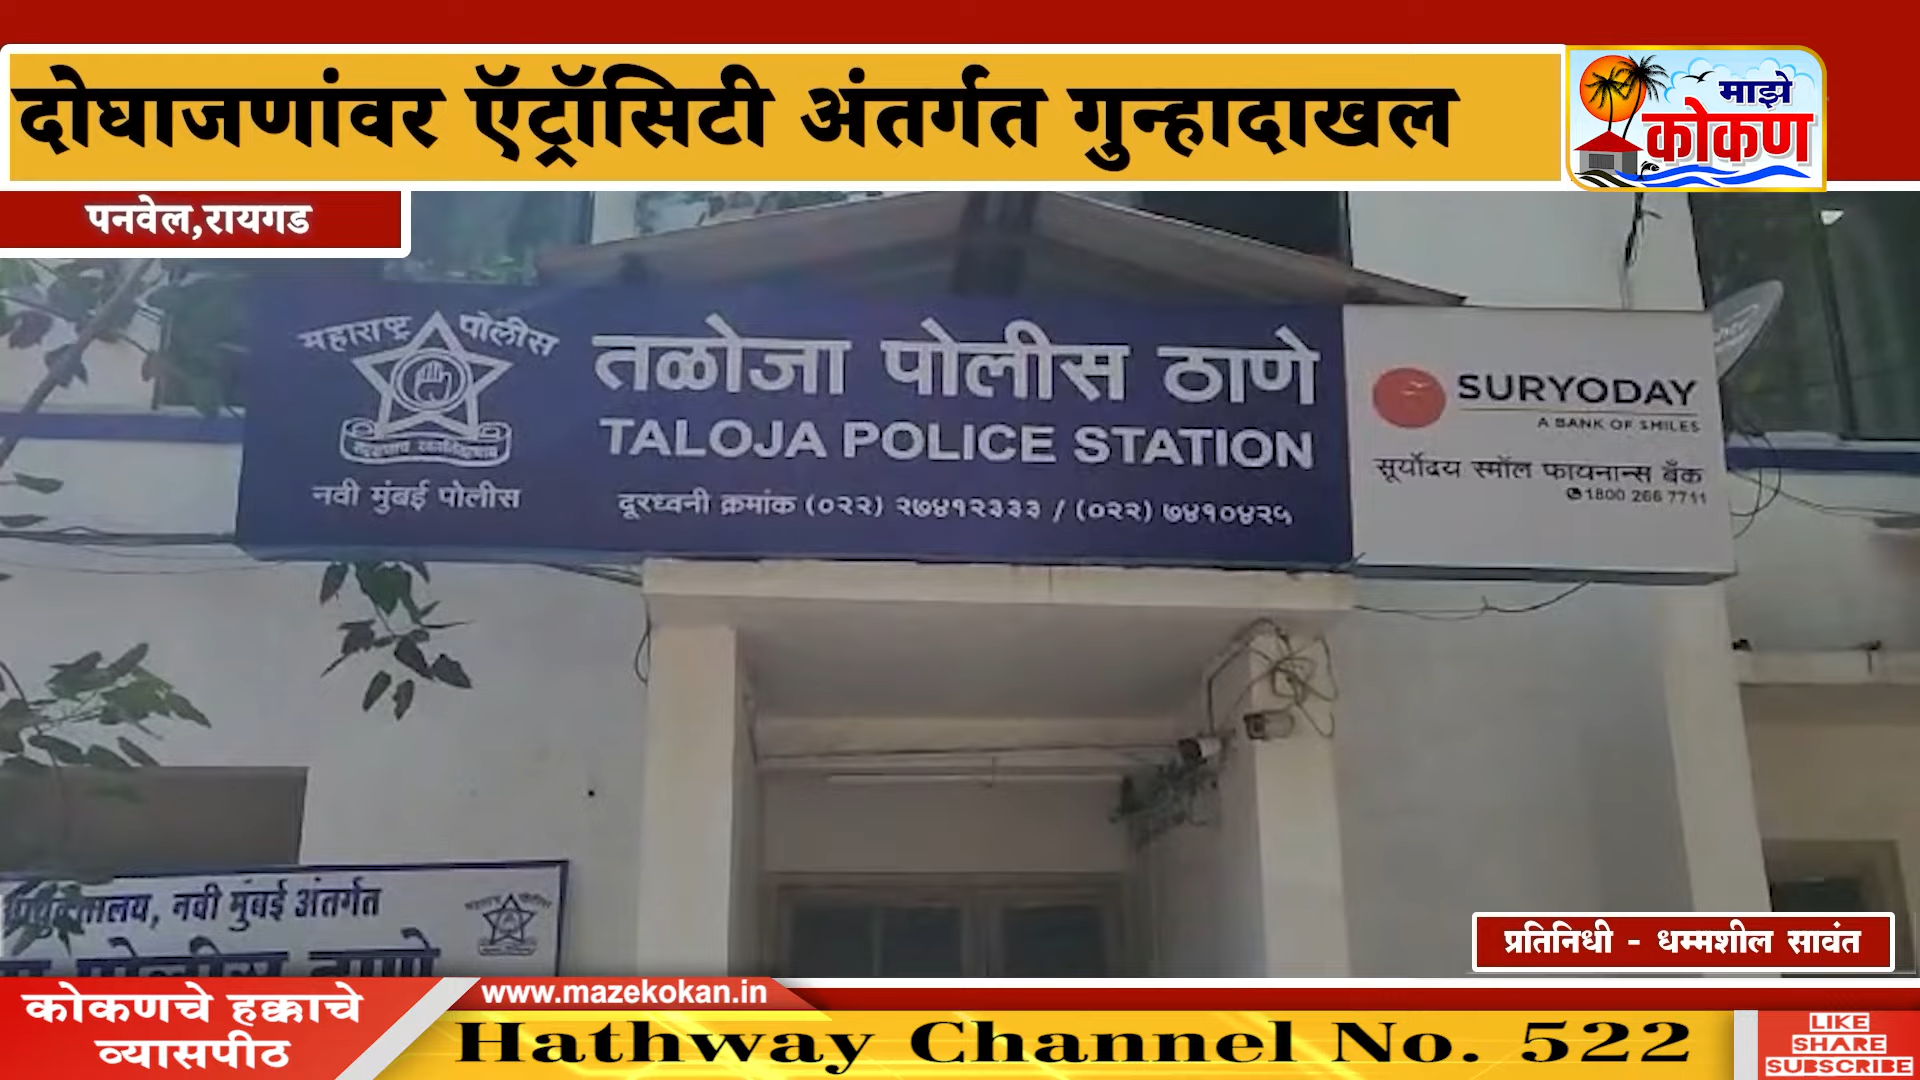 दोघाजणांवर ऍट्रॉसिटी अंतर्गत गुन्हादाखल
माझे
कोकण
पनवेल,रायगड
महाराष्ट्र पोलीस
नवी मुंबई पोलीस
तळोजा पोलीस ठाणे
TALOJA POLICE STATION
दूरध्वनी क्रमांक (०२२) २७४१२३३३ / (०२२) ७४१०४२५
SURYODAY
A BANK OF SMILES
सूर्योदय स्मॉल फायनान्स बँक
1800 266 7711
नवी मुंबई अंतर्गत
पोलीस ठाणे
प्रतिनिधी - धम्मशील सावंत
कोकणचे हक्काचे
व्यासपीठ
www.mazekokan.in
Hathway Channel No. 522
LIKE
SHARE
SUBSCRIBE